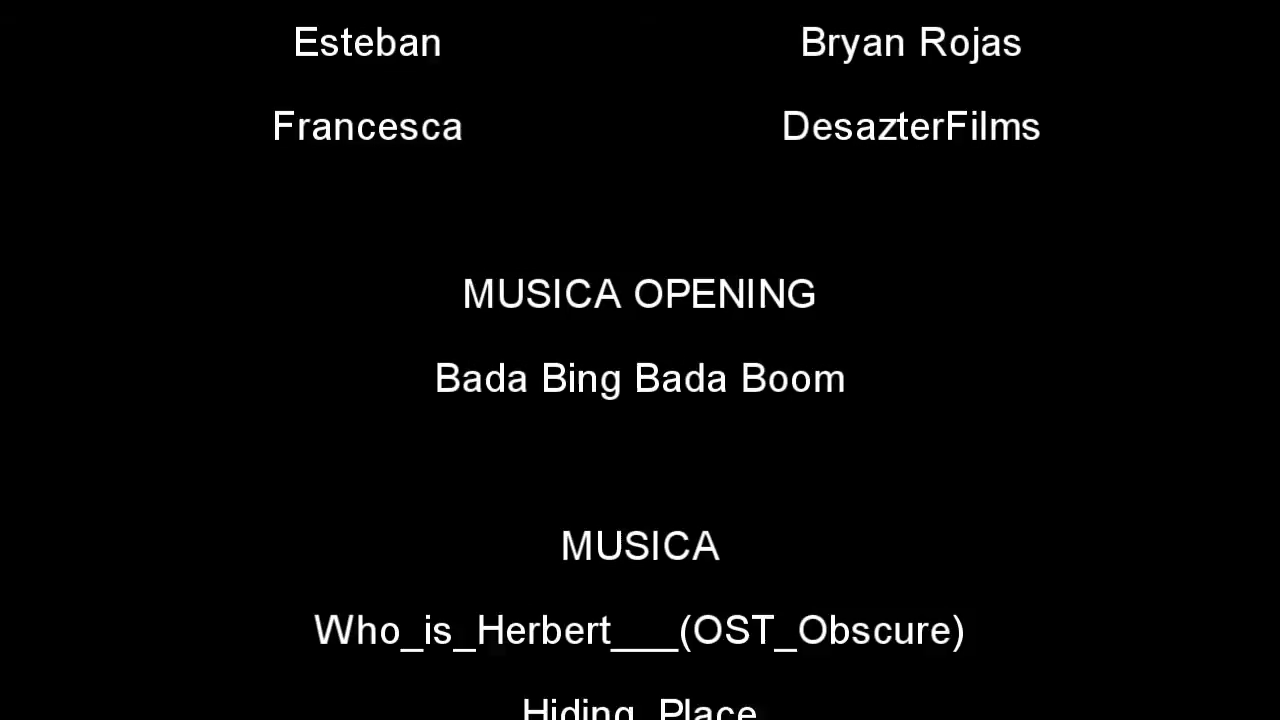 Esteban Bryan Rojas
Francesca DesazterFilms
MUSICA OPENING
Bada Bing Bada Boom
MUSICA
Who_is_Herbert___(OST_Obscure)
Hiding_Place